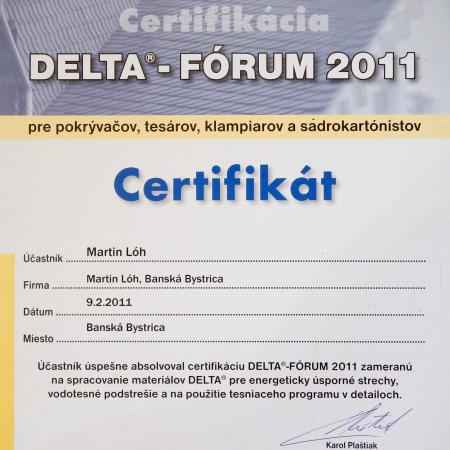 Certifikácia
DELTA®-FÓRUM 2011
pre pokrývačov, tesárov, klampiarov a sadrokartónistov
Certifikát
Účastník Martin Lóh
Firma Martin Lóh, Banská Bystrica
Dátum 9.2.2011
Miesto Banská Bystrica
Účastník úspešne absolvoval certifikáciu DELTA®-FÓRUM 2011 zameranú
na spracovanie materiálov DELTA® pre energeticky úsporné strechy,
vodotesné podstrešie a na použitie tesniaceho programu v detailoch.
Karol Plaštiak